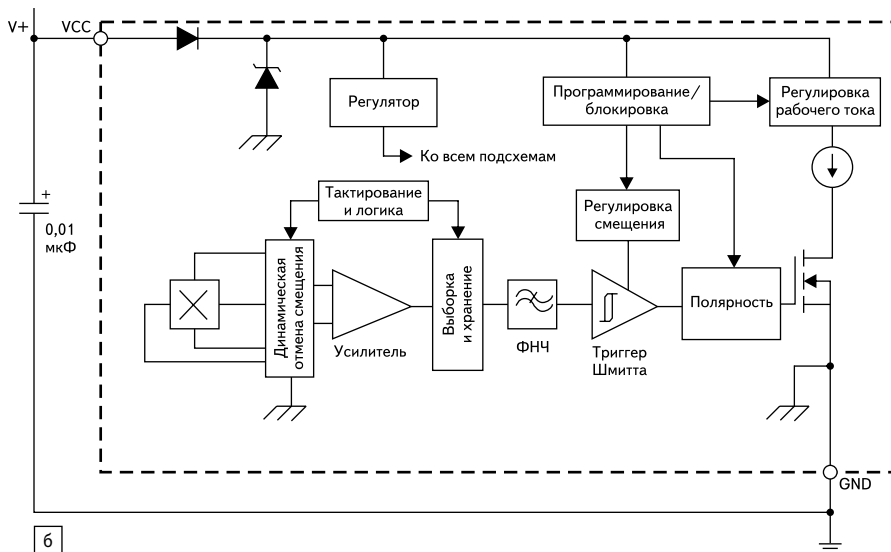 V+
VCC
Регулятор
Программирование/
блокировка
Регулировка
рабочего тока
Ко всем подсхемам
+
0,01
мкФ
Тактирование
и логика
Регулировка
смещения
Динамическая
отмена смещения
Усилитель
Выборка
и хранение
ФНЧ
Триггер
Шмитта
Полярность
GND
б